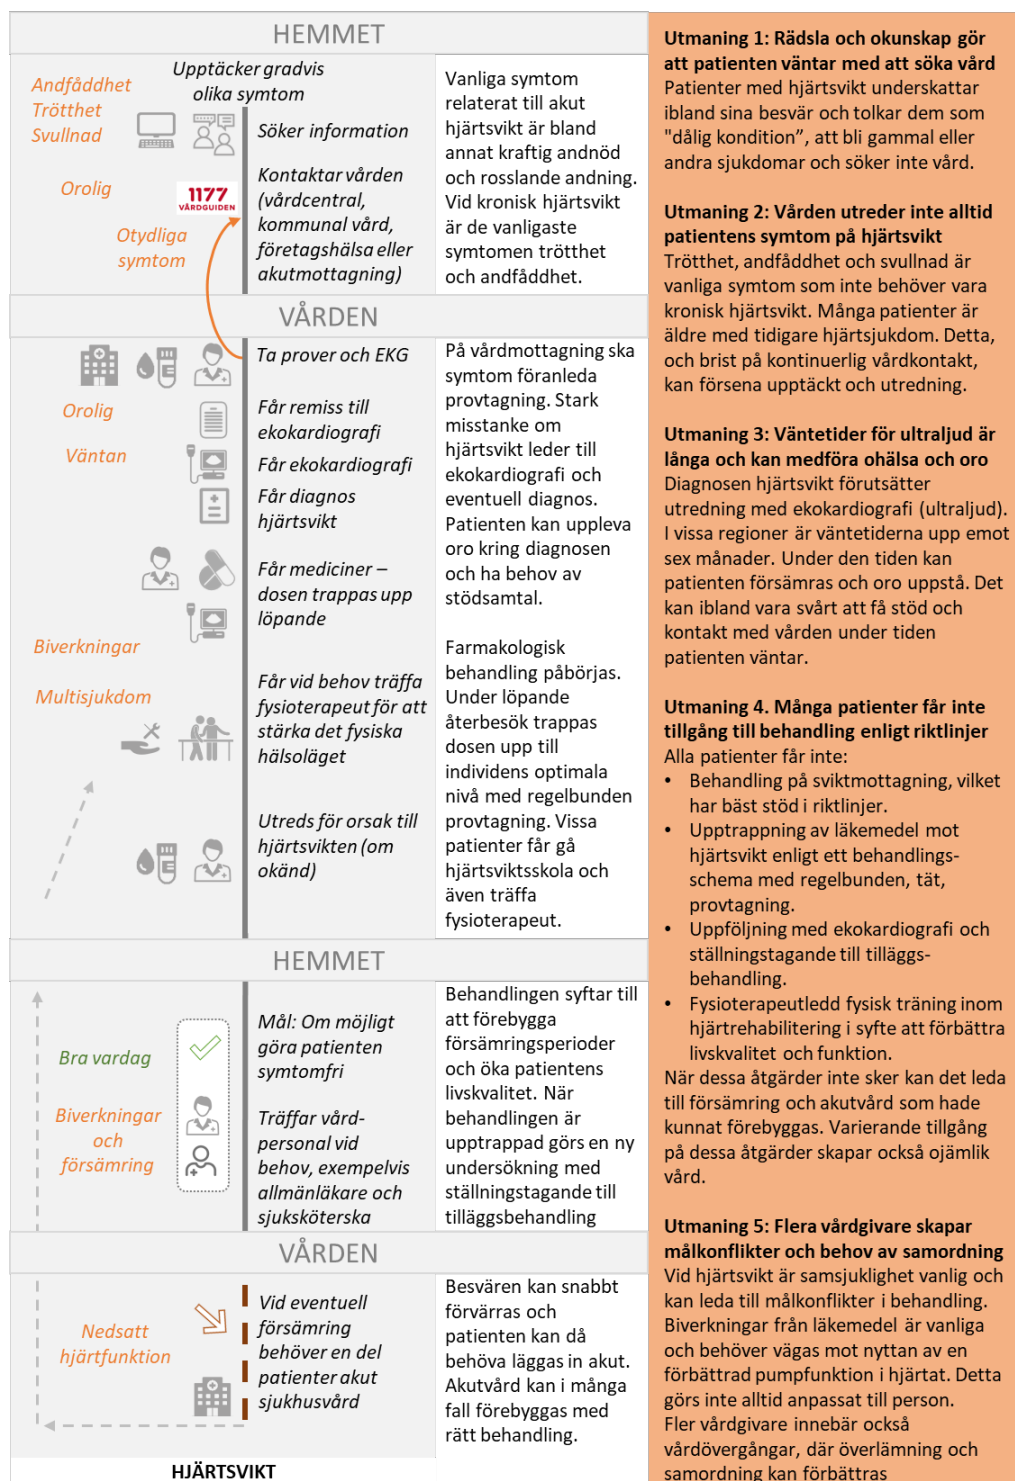 HEMMET
Upptäcker gradvis
olika symtom
Andfåddhet
Trötthet
Svullnad
Söker information
Orolig
1177
VÅRDGUIDEN
Kontaktar vården
(vårdcentral,
kommunal vård,
företagshälsa eller
akutmottagning)
Otydliga
symtom
Vanliga symtom
relaterat till akut
hjärtsvikt är bland
annat kraftig andnöd
och rosslande andning.
Vid kronisk hjärtsvikt
är de vanligaste
symtomen trötthet
och andfåddhet.
VÅRDEN
Ta prover och EKG
Orolig
Får remiss till
ekokardiografi
Väntan
Får ekokardiografi
Får diagnos
hjärtsvikt
Får mediciner –
dosen trappas upp
löpande
Biverkningar
Multisjukdom
Får vid behov träffa
fysioterapeut för att
stärka det fysiska
hälsoläget
Utreds för orsak till
hjärtsvikten (om
okänd)
På vårdmottagning ska
symtom föranleda
provtagning. Stark
misstanke om
hjärtsvikt leder till
ekokardiografi och
eventuell diagnos.
Patienten kan uppleva
oro kring diagnosen
och ha behov av
stödsamtal.
Farmakologisk
behandling påbörjas.
Under löpande
återbesök trappas
dosen upp till
individens optimala
nivå med regelbunden
provtagning. Vissa
patienter får gå
hjärtsviktsskola och
även träffa
fysioterapeut.
HEMMET
Bra vardag
Mål: Om möjligt
göra patienten
symtomfri
Biverkningar
och
försämring
Träffar vård-
personal vid
behov, exempelvis
allmänläkare och
sjuksköterska
Behandlingen syftar till
att förebygga
försämringsperioder
och öka patientens
livskvalitet. När
behandlingen är
upptrappad görs en ny
undersökning med
ställningstagande till
tilläggsbehandling
VÅRDEN
Nedsatt
hjärtfunktion
Vid eventuell
försämring
behöver en del
patienter akut
sjukhusvård
Besvären kan snabbt
förvärras och
patienten kan då
behöva läggas in akut.
Akutvård kan i många
fall förebyggas med
rätt behandling.
HJÄRTSVIKT
Utmaning 1: Rädsla och okunskap gör
att patienten väntar med att söka vård
Patienter med hjärtsvikt underskattar
ibland sina besvär och tolkar dem som
"dålig kondition”, att bli gammal eller
andra sjukdomar och söker inte vård.
Utmaning 2: Vården utreder inte alltid
patientens symtom på hjärtsvikt
Trötthet, andfåddhet och svullnad är
vanliga symtom som inte behöver vara
kronisk hjärtsvikt. Många patienter är
äldre med tidigare hjärtsjukdom. Detta,
och brist på kontinuerlig vårdkontakt,
kan försena upptäckt och utredning.
Utmaning 3: Väntetider för ultraljud är
långa och kan medföra ohälsa och oro
Diagnosen hjärtsvikt förutsätter
utredning med ekokardiografi (ultraljud).
I vissa regioner är väntetiderna upp emot
sex månader. Under den tiden kan
patienten försämras och oro uppstå. Det
kan ibland vara svårt att få stöd och
kontakt med vården under tiden
patienten väntar.
Utmaning 4. Många patienter får inte
tillgång till behandling enligt riktlinjer
Alla patienter får inte:
• Behandling på sviktmottagning, vilket
har bäst stöd i riktlinjer.
• Upptrappning av läkemedel mot
hjärtsvikt enligt ett behandlings-
schema med regelbunden, tät,
provtagning.
• Uppföljning med ekokardiografi och
ställningstagande till tilläggs-
behandling.
• Fysioterapeutledd fysisk träning inom
hjärtrehabilitering i syfte att förbättra
livskvalitet och funktion.
När dessa åtgärder inte sker kan det leda
till försämring och akutvård som hade
kunnat förebyggas. Varierande tillgång
på dessa åtgärder skapar också ojämlik
vård.
Utmaning 5: Flera vårdgivare skapar
målkonflikter och behov av samordning
Vid hjärtsvikt är samsjuklighet vanlig och
kan leda till målkonflikter i behandling.
Biverkningar från läkemedel är vanliga
och behöver vägas mot nyttan av en
förbättrad pumpfunktion i hjärtat. Detta
görs inte alltid anpassat till person.
Fler vårdgivare innebär också
vårdövergångar, där överlämning och
samordning kan förbättras